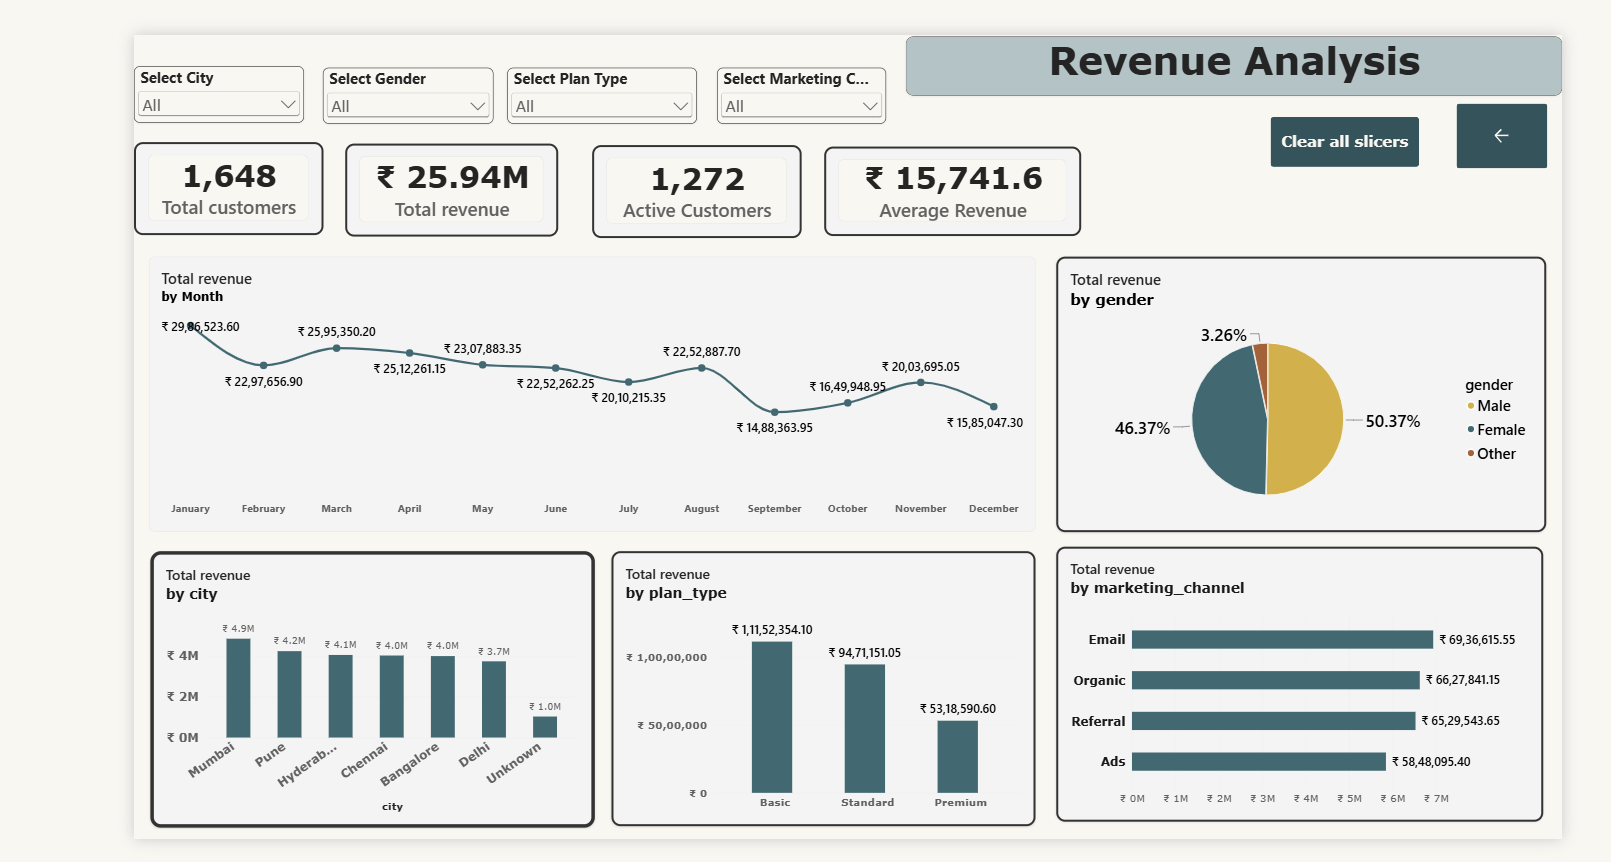 Revenue Analysis
Select City
All
Select Gender
All
Select Plan Type
All
Select Marketing C...
All
Clear all slicers
1,648
Total customers
₹ 25.94M
Total revenue
1,272
Active Customers
₹ 15,741.6
Average Revenue
Total revenue
by Month
₹ 29,86,523.60
₹ 22,97,656.90
₹ 25,95,350.20
₹ 25,12,261.15
₹ 23,07,883.35
₹ 22,52,262.25
₹ 20,10,215.35
₹ 22,52,887.70
₹ 14,88,363.95
₹ 16,49,948.95
₹ 20,03,695.05
₹ 15,85,047.30
January February March April May June July August September October November December
Total revenue
by gender
3.26%
46.37%
50.37%
gender
Male
Female
Other
Total revenue
by city
₹ 4M
₹ 2M
₹ 0M
₹ 4.9M
₹ 4.2M
₹ 4.1M
₹ 4.0M
₹ 4.0M
₹ 3.7M
₹ 1.0M
Mumbai
Pune
Hyderab...
Chennai
Bangalore
Delhi
Unknown
city
Total revenue
by plan_type
₹ 1,00,00,000
₹ 50,00,000
₹ 0
₹ 1,11,52,354.10
₹ 94,71,151.05
₹ 53,18,590.60
Basic Standard Premium
Total revenue
by marketing_channel
Email ₹ 69,36,615.55
Organic ₹ 66,27,841.15
Referral ₹ 65,29,543.65
Ads ₹ 58,48,095.40
₹ 0M ₹ 1M ₹ 2M ₹ 3M ₹ 4M ₹ 5M ₹ 6M ₹ 7M